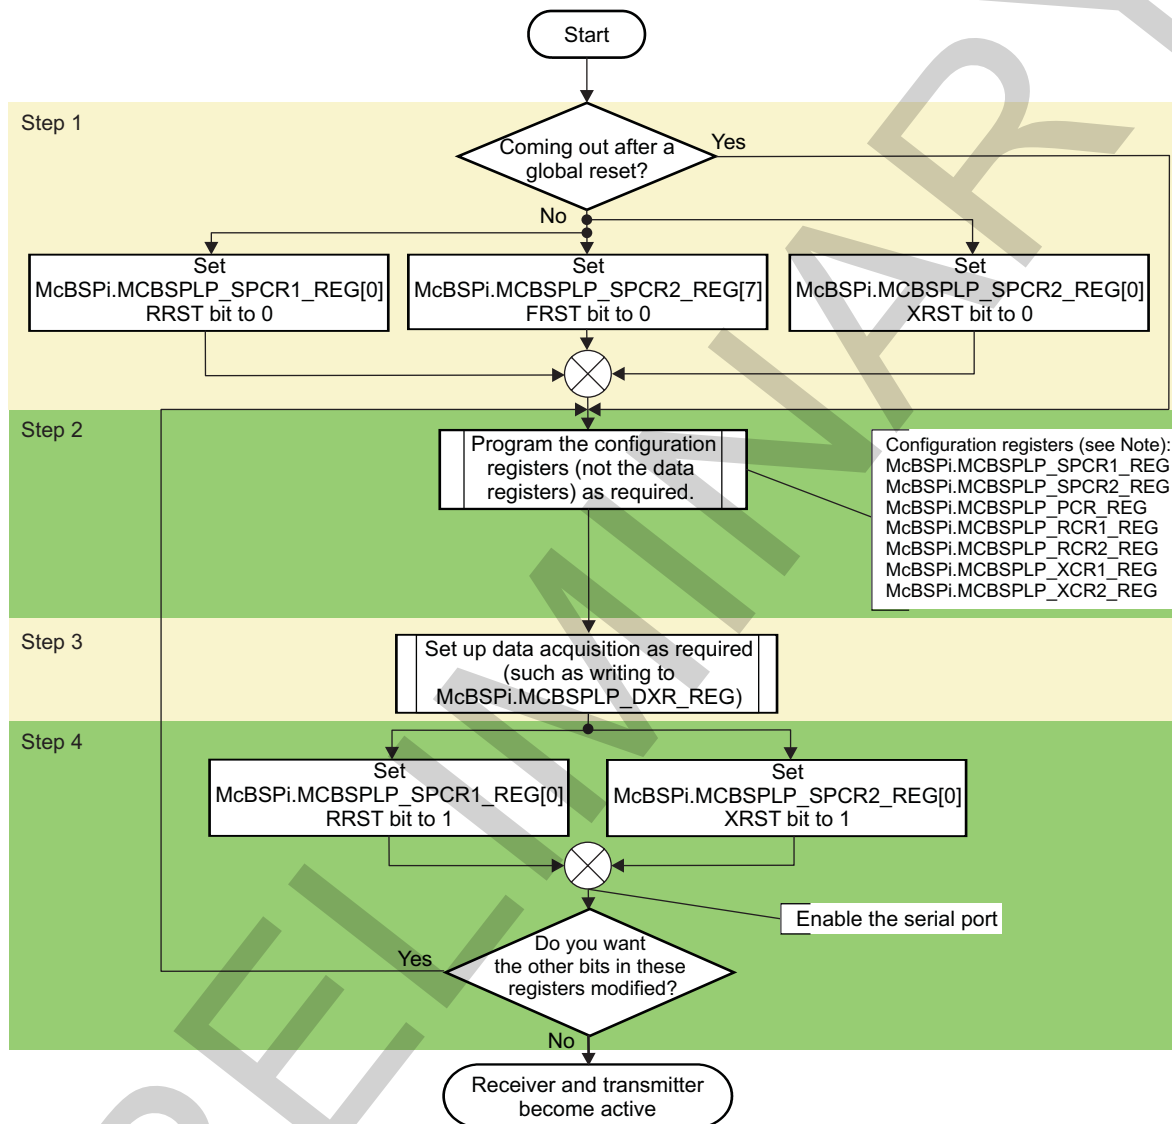 Start
Step 1
Coming out after a
global reset?
Yes
No
Set
McBSPi.MCBSPLP_SPCR1_REG[0]
RRST bit to 0
Set
McBSPi.MCBSPLP_SPCR2_REG[7]
FRST bit to 0
Set
McBSPi.MCBSPLP_SPCR2_REG[0]
XRST bit to 0
Step 2
Program the configuration
registers (not the data
registers) as required.
Configuration registers (see Note):
McBSPi.MCBSPLP_SPCR1_REG
McBSPi.MCBSPLP_SPCR2_REG
McBSPi.MCBSPLP_PCR_REG
McBSPi.MCBSPLP_RCR1_REG
McBSPi.MCBSPLP_RCR2_REG
McBSPi.MCBSPLP_XCR1_REG
McBSPi.MCBSPLP_XCR2_REG
Step 3
Set up data acquisition as required
(such as writing to
McBSPi.MCBSPLP_DXR_REG)
Step 4
Set
McBSPi.MCBSPLP_SPCR1_REG[0]
RRST bit to 1
Set
McBSPi.MCBSPLP_SPCR2_REG[0]
XRST bit to 1
Enable the serial port
Do you want
the other bits in these
registers modified?
Yes
No
Receiver and transmitter
become active
RELIMINARY